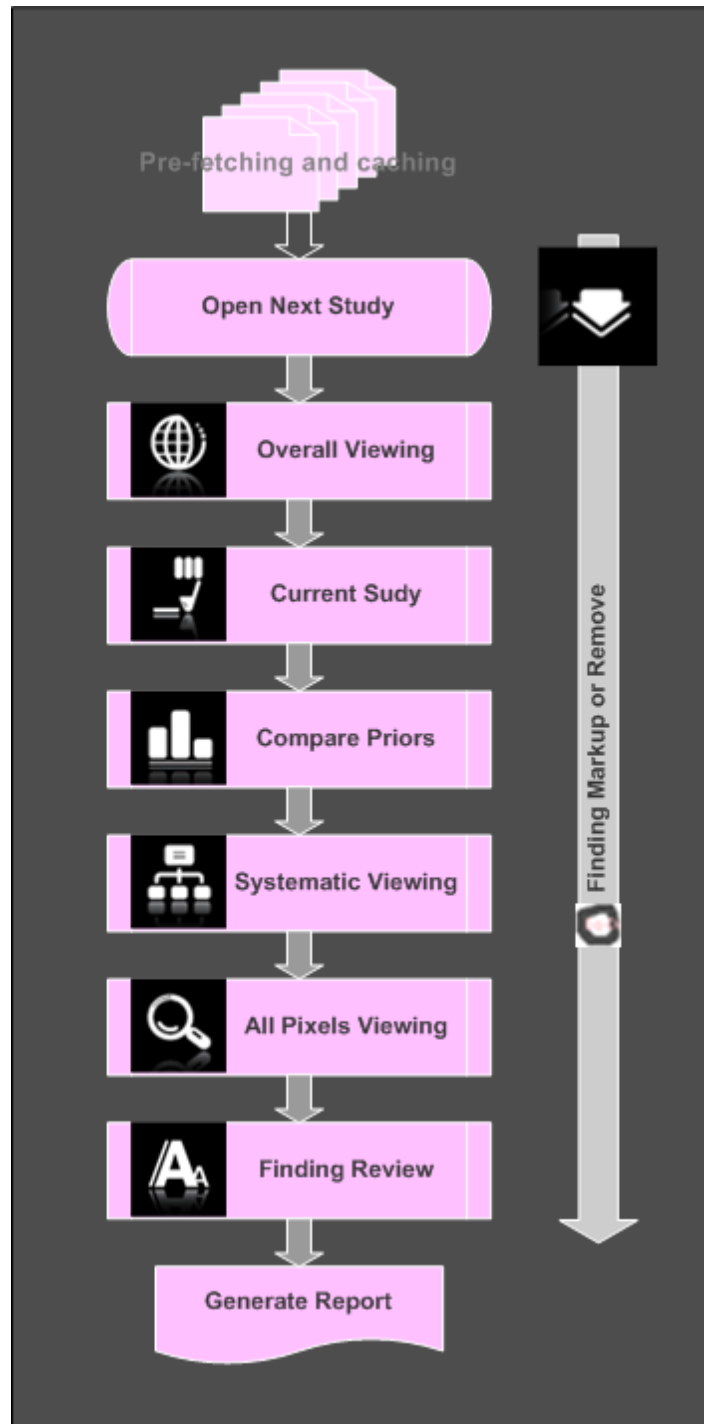 Pre-fetching and caching
Open Next Study
Overall Viewing
Current Sudy
Compare Priors
Systematic Viewing
All Pixels Viewing
Finding Review
Generate Report
Finding Markup or Remove